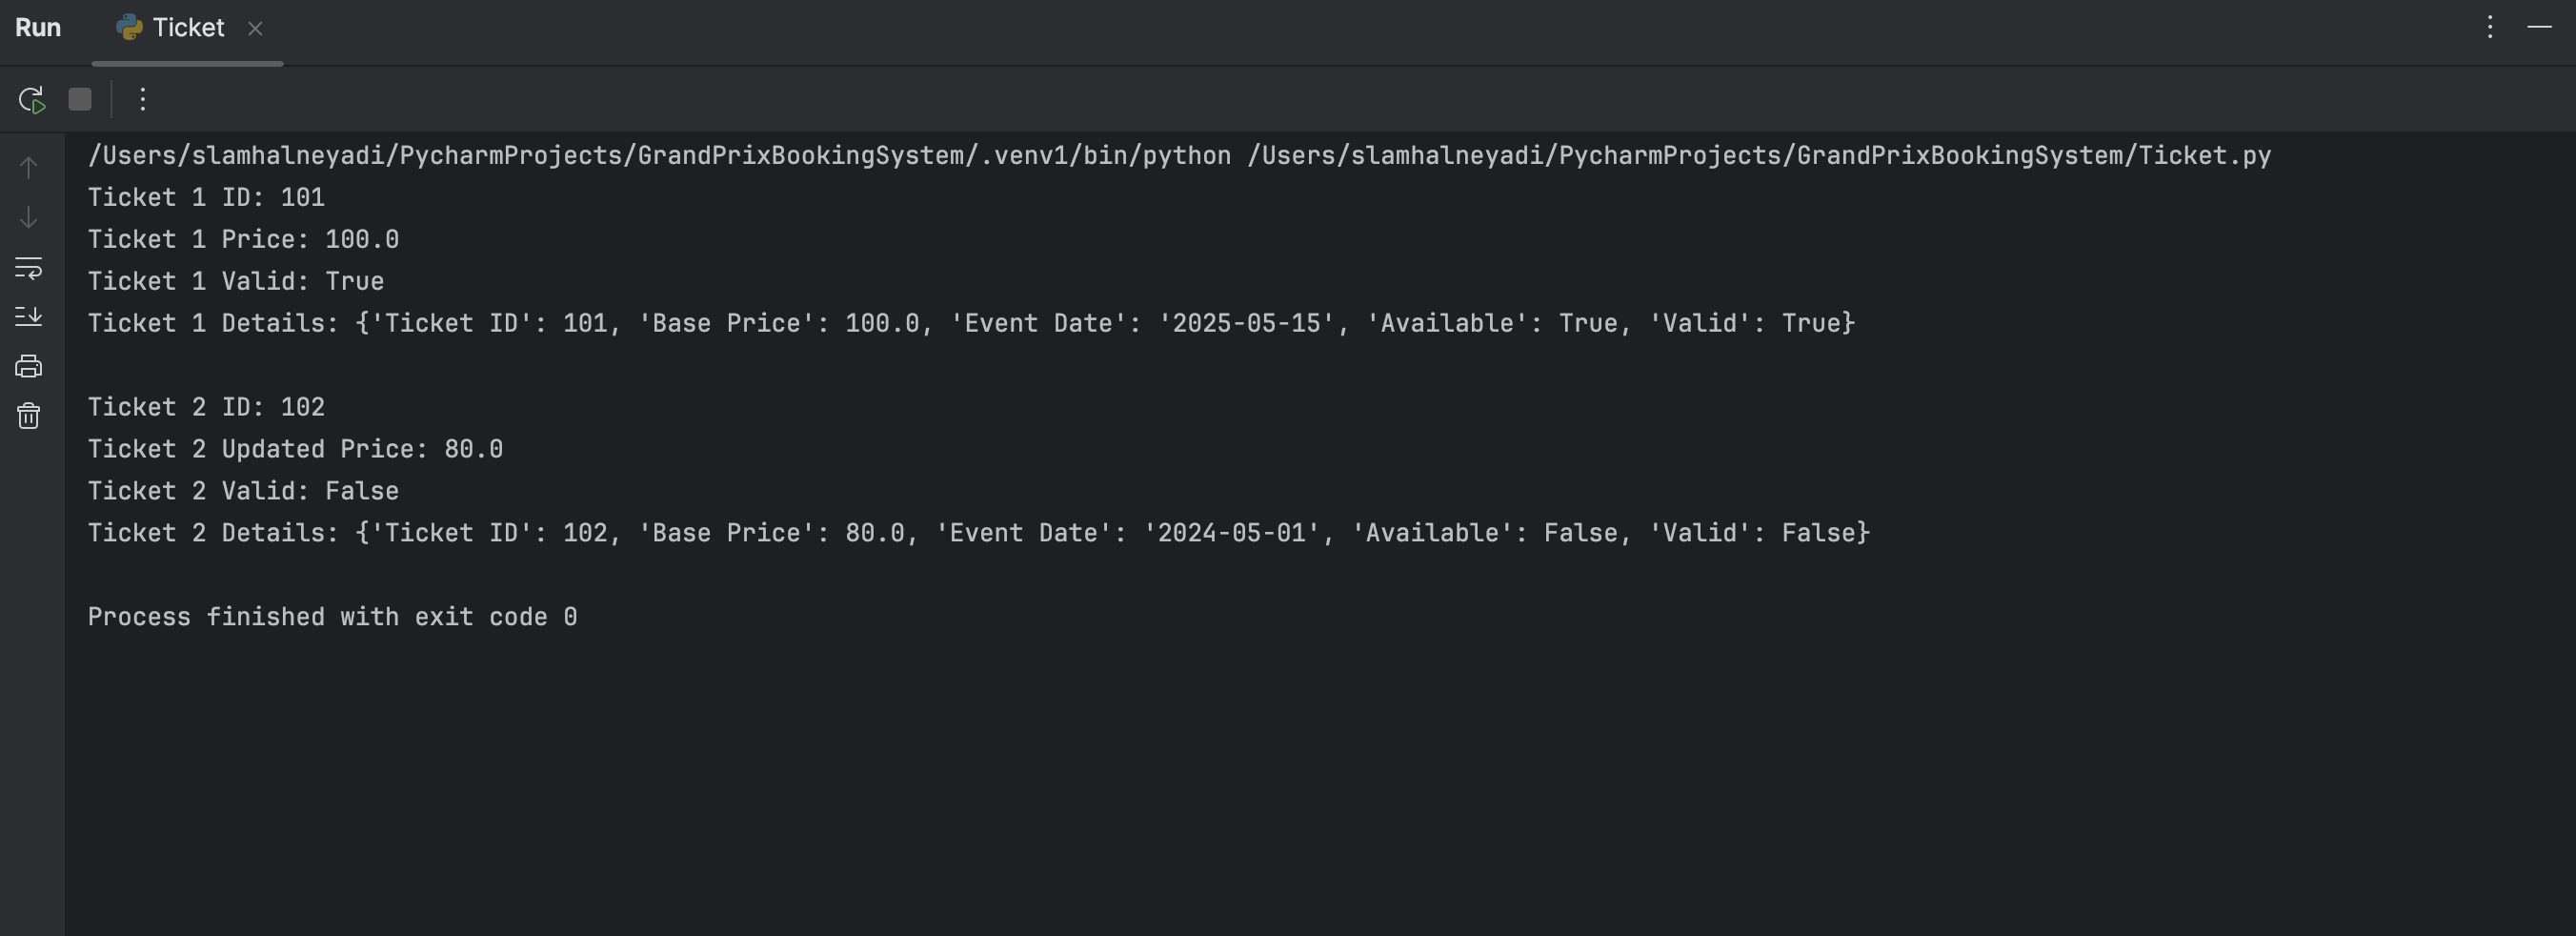 Run Ticket
/Users/slamhalneyadi/PycharmProjects/GrandPrixBookingSystem/.venv1/bin/python /Users/slamhalneyadi/PycharmProjects/GrandPrixBookingSystem/Ticket.py
Ticket 1 ID: 101
Ticket 1 Price: 100.0
Ticket 1 Valid: True
Ticket 1 Details: {'Ticket ID': 101, 'Base Price': 100.0, 'Event Date': '2025-05-15', 'Available': True, 'Valid': True}
Ticket 2 ID: 102
Ticket 2 Updated Price: 80.0
Ticket 2 Valid: False
Ticket 2 Details: {'Ticket ID': 102, 'Base Price': 80.0, 'Event Date': '2024-05-01', 'Available': False, 'Valid': False}
Process finished with exit code 0